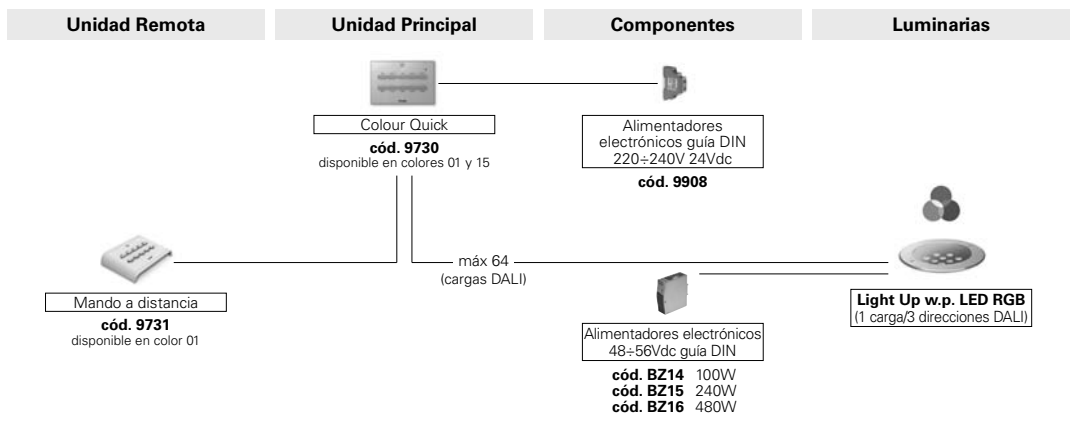 Unidad Remota
Unidad Principal
Componentes
Luminarias
Colour Quick
cód. 9730
disponible en colores 01 y 15
Alimentadores
electrónicos guía DIN
220÷240V 24Vdc
cód. 9908
Mando a distancia
cód. 9731
disponible en color 01
máx 64
(cargas DALI)
Alimentadores electrónicos
48÷56Vdc guía DIN
cód. BZ14 100W
cód. BZ15 240W
cód. BZ16 480W
Light Up w.p. LED RGB
(1 carga/3 direcciones DALI)